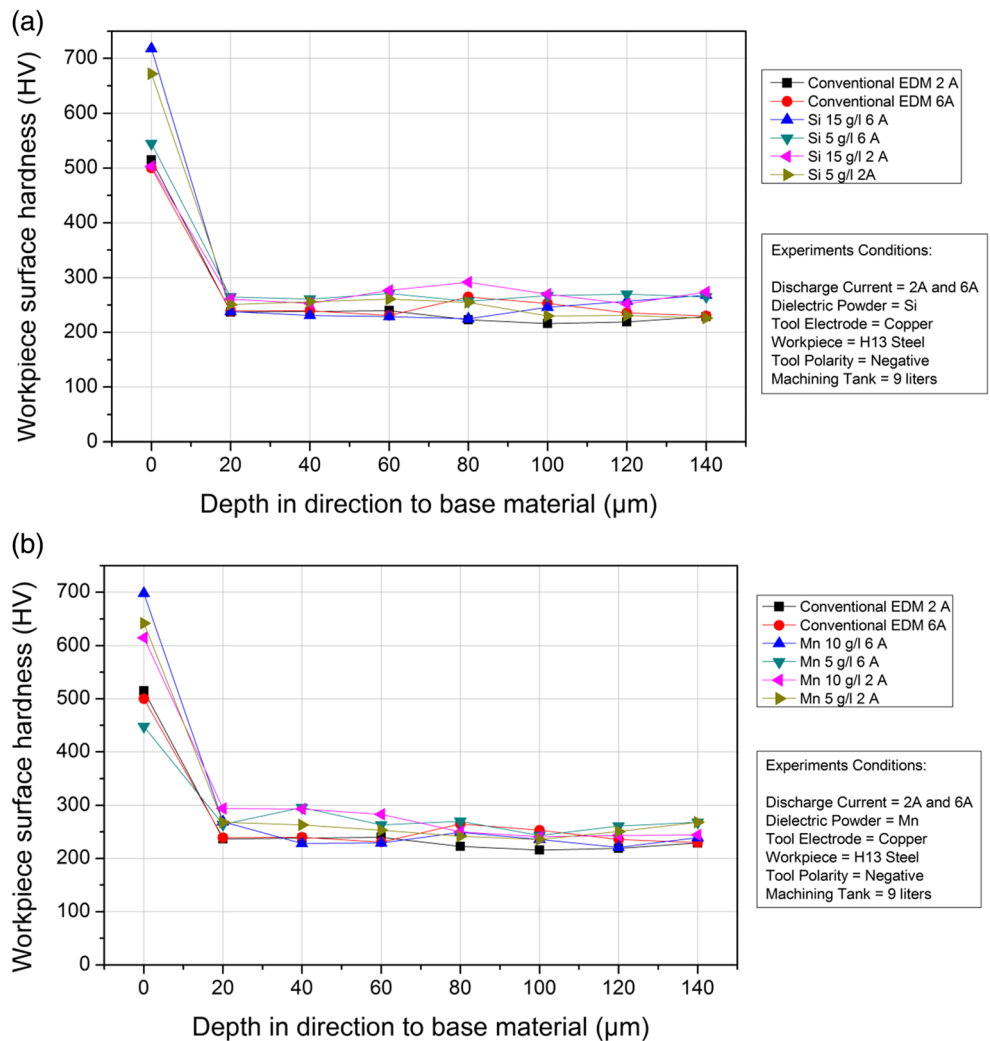 (a)
Workpiece surface hardness (HV)
700
600
500
400
300
200
100
0
0 20 40 60 80 100 120 140
Depth in direction to base material (µm)
Conventional EDM 2 A
Conventional EDM 6A
Si 15 g/l 6 A
Si 5 g/l 6 A
Si 15 g/l 2 A
Si 5 g/l 2A
Experiments Conditions:
Discharge Current = 2A and 6A
Dielectric Powder = Si
Tool Electrode = Copper
Workpiece = H13 Steel
Tool Polarity = Negative
Machining Tank = 9 liters
(b)
Workpiece surface hardness (HV)
700
600
500
400
300
200
100
0
0 20 40 60 80 100 120 140
Depth in direction to base material (µm)
Conventional EDM 2 A
Conventional EDM 6A
Mn 10 g/l 6 A
Mn 5 g/l 6 A
Mn 10 g/l 2 A
Mn 5 g/l 2 A
Experiments Conditions:
Discharge Current = 2A and 6A
Dielectric Powder = Mn
Tool Electrode = Copper
Workpiece = H13 Steel
Tool Polarity = Negative
Machining Tank = 9 liters